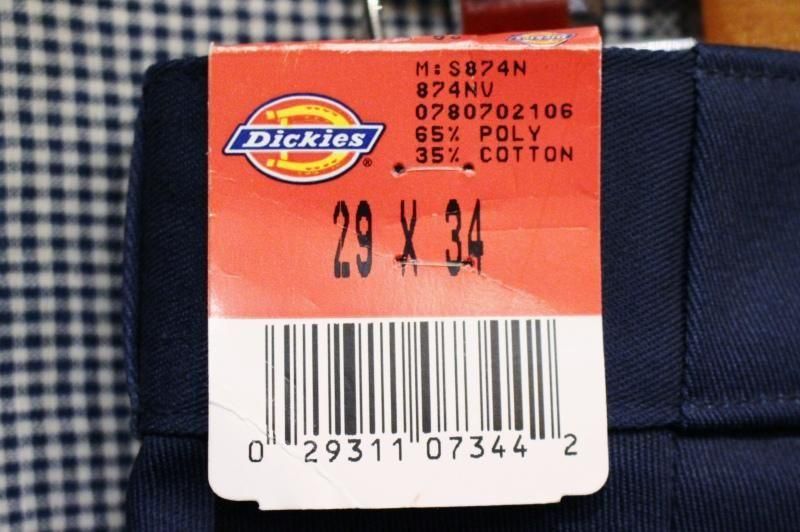 M:S874N
874NV
0780702106
65% POLY
35% COTTON
Dickies®
29 X 34
0 29311 07344 2